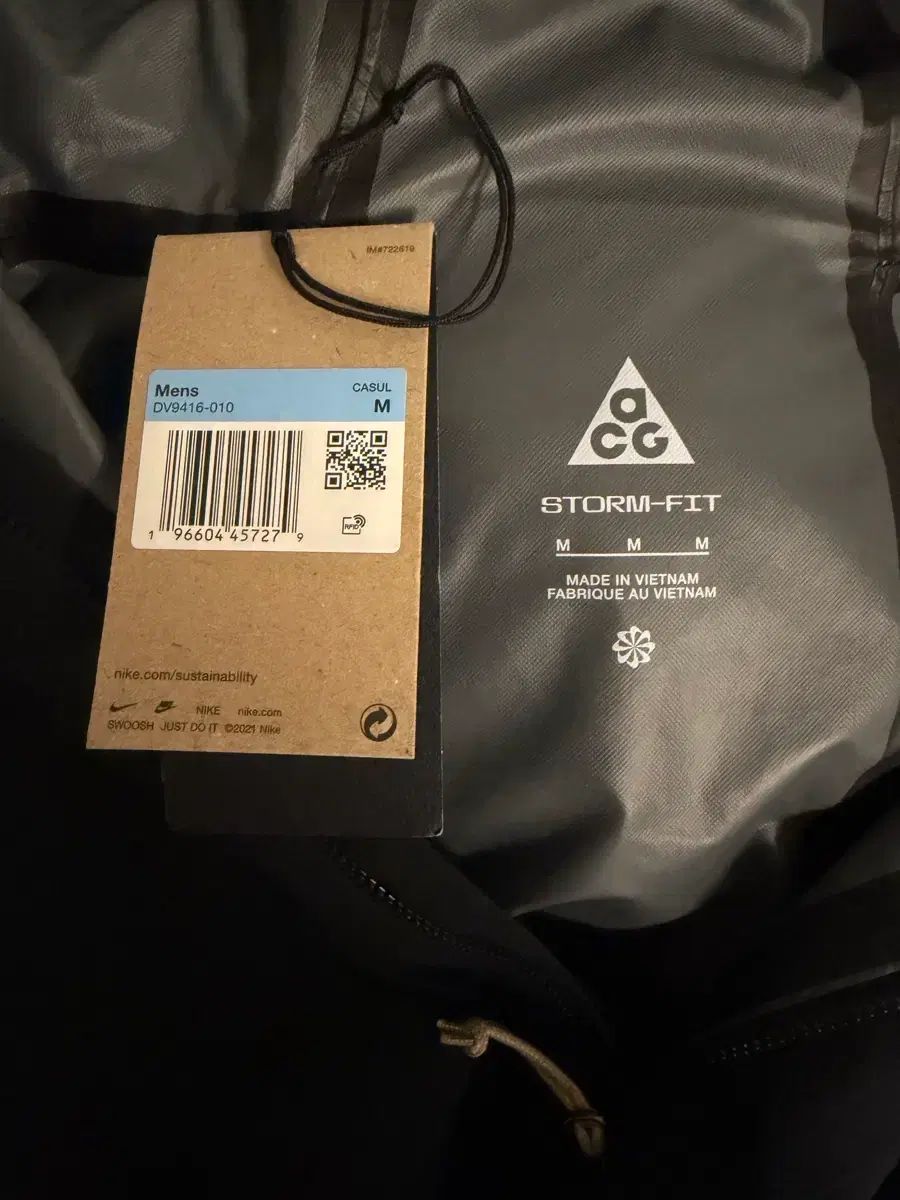 IM#722619
Mens
CASUL
DV9416-010
M
RFID
1 96604 45727 9
nike.com/sustainability
NIKE nike.com
SWOOSH JUST DO IT ©2021 Nike
aCG
STORM-FIT
M M M
MADE IN VIETNAM
FABRIQUE AU VIETNAM